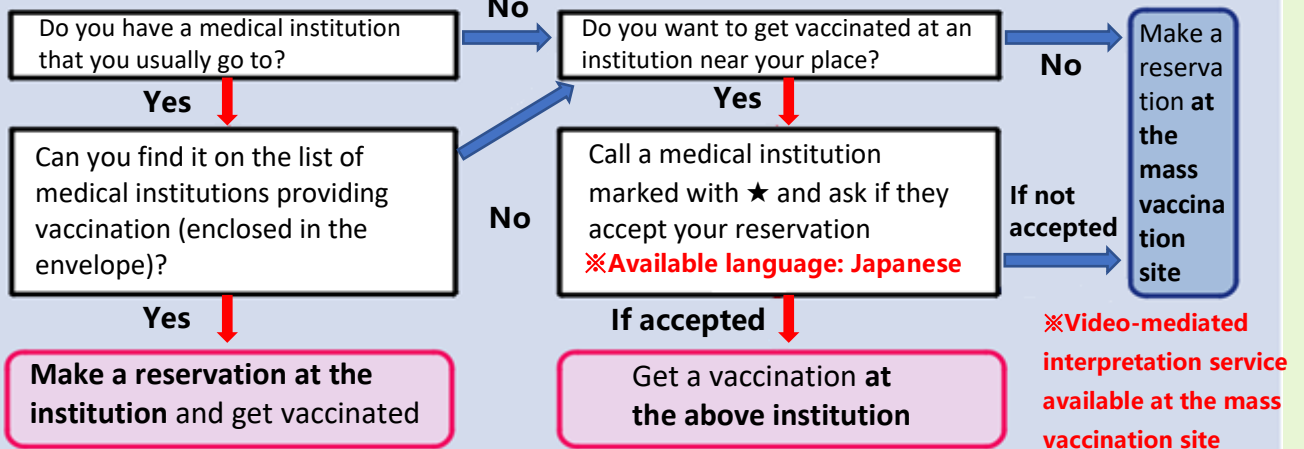 No
Do you have a medical institution
that you usually go to?
Do you want to get vaccinated at an
institution near your place?
No
Make a
reserva
tion at
the
mass
vaccina
tion
site
Yes
Yes
Can you find it on the list of
medical institutions providing
vaccination (enclosed in the
envelope)?
No
Call a medical institution
marked with ★ and ask if they
accept your reservation
※Available language: Japanese
If not
accepted
Yes
If accepted
Make a reservation at the
institution and get vaccinated
Get a vaccination at
the above institution
※Video-mediated
interpretation service
available at the mass
vaccination site